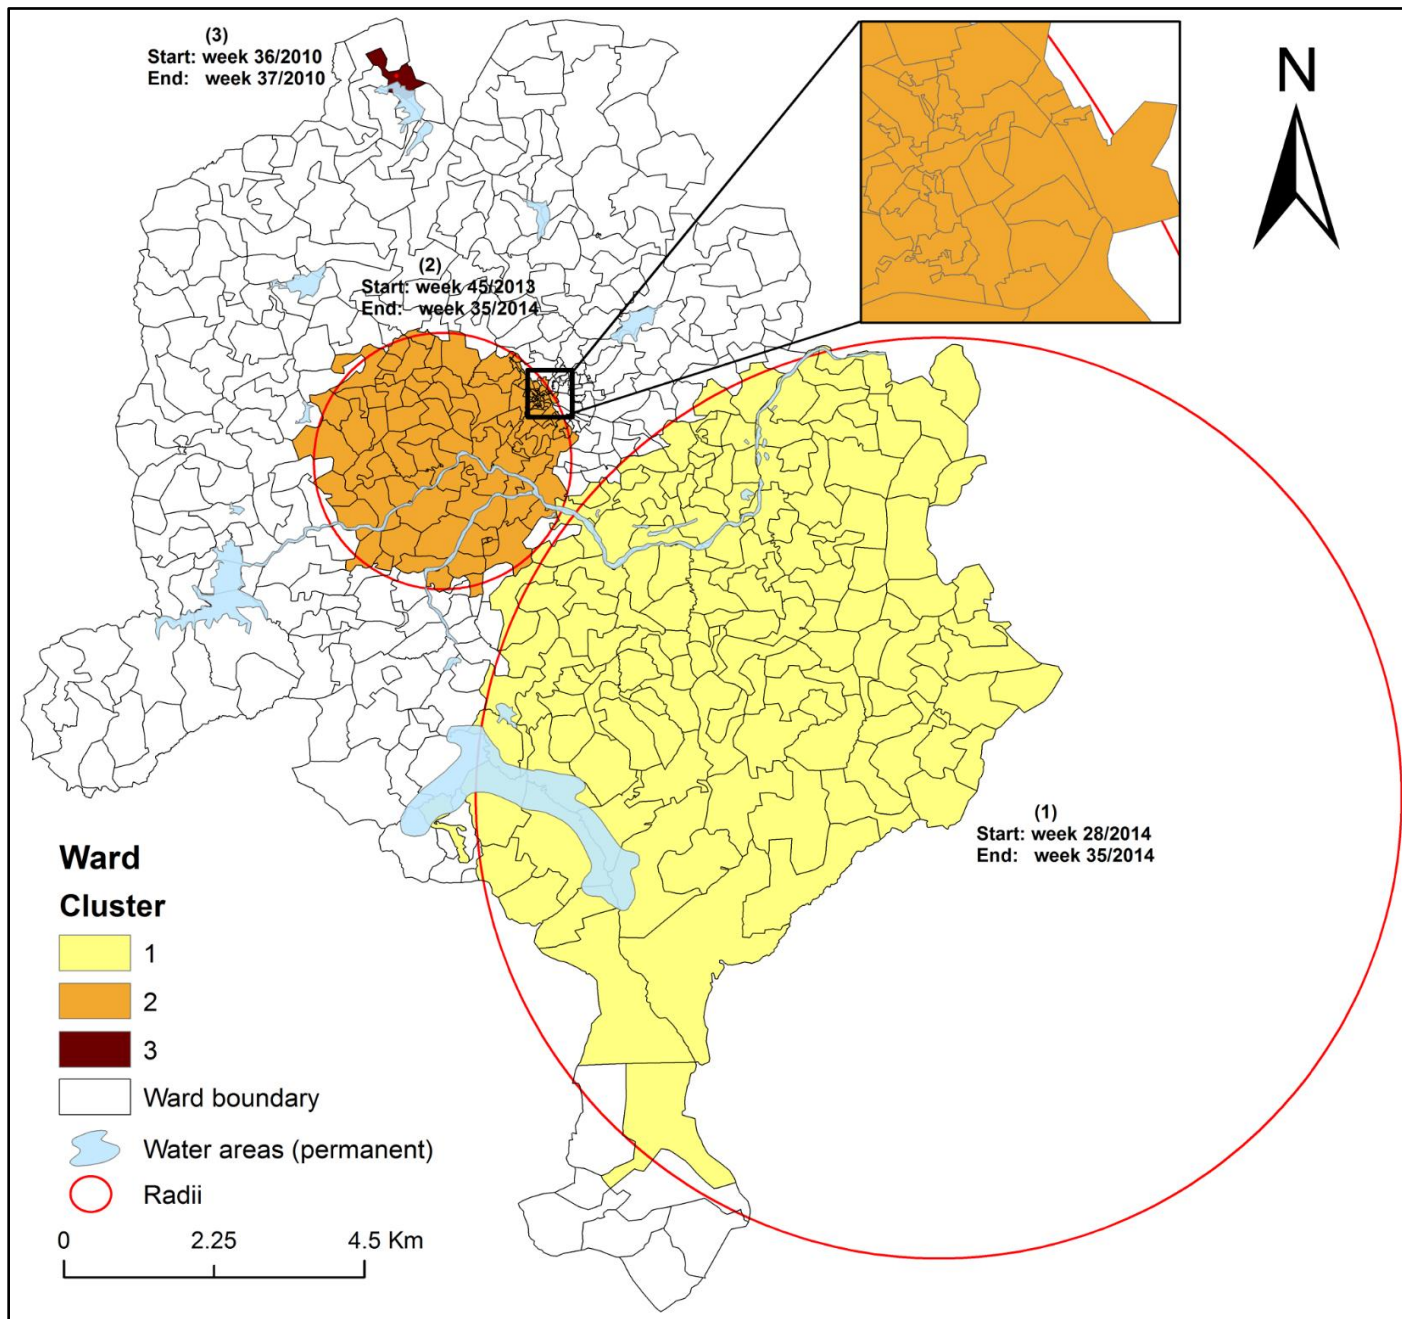 (3)
Start: week 36/2010
End: week 37/2010
N
(2)
Start: week 45/2013
End: week 35/2014
(1)
Start: week 28/2014
End: week 35/2014
Ward
Cluster
1
2
3
Ward boundary
Water areas (permanent)
Radii
0 2.25 4.5 Km